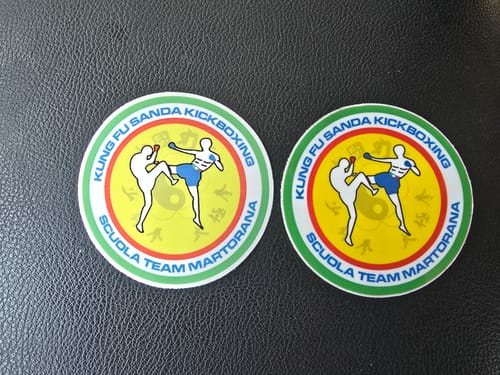 KUNG FU SANDA KICKBOXING
SCUOLA TEAM MARTORANA
KUNG FU SANDA KICKBOXING
SCUOLA TEAM MARTORANA